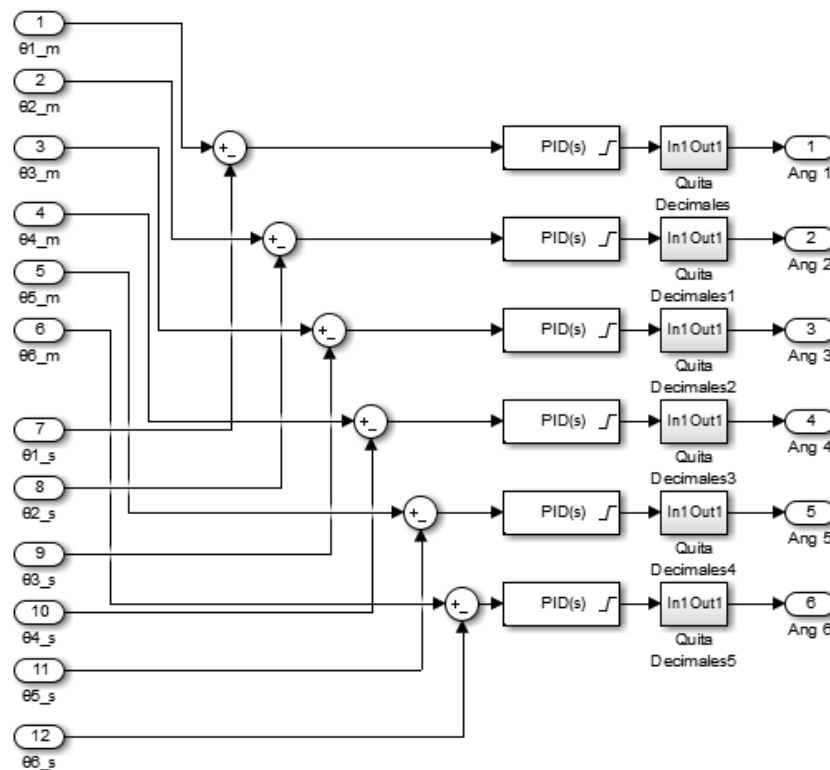 1
θ1_m
2
θ2_m
3
θ3_m
4
θ4_m
5
θ5_m
6
θ6_m
7
θ1_s
8
θ2_s
9
θ3_s
10
θ4_s
11
θ5_s
12
θ6_s
+_
+_
+_
+_
+_
+_
PID(s)
In1Out1
Quita
Decimales
1
Ang 1
PID(s)
In1Out1
Quita
Decimales1
2
Ang 2
PID(s)
In1Out1
Quita
Decimales2
3
Ang 3
PID(s)
In1Out1
Quita
Decimales3
4
Ang 4
PID(s)
In1Out1
Quita
Decimales4
5
Ang 5
PID(s)
In1Out1
Quita
Decimales5
6
Ang 6